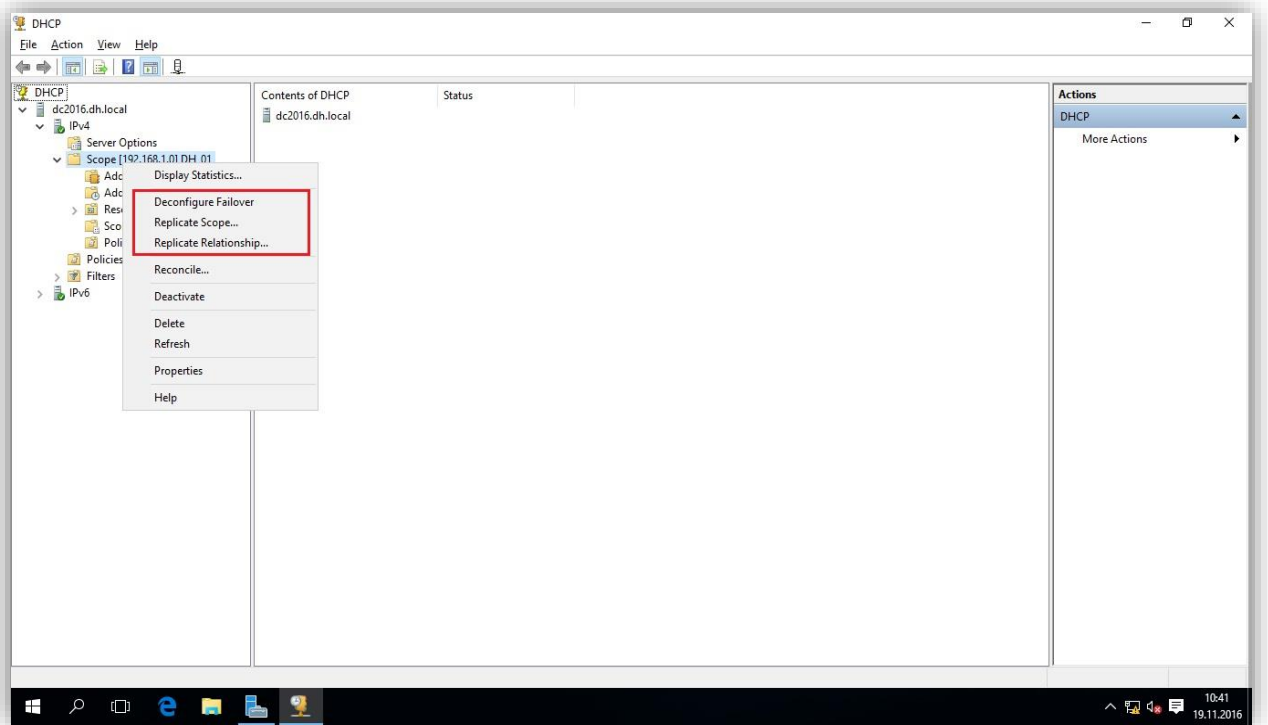 DHCP
File Action View Help
DHCP
dc2016.dh.local
IPv4
Server Options
Scope [192.168.1.0] DH_01
Policies
Filters
IPv6
Display Statistics...
Deconfigure Failover
Replicate Scope...
Replicate Relationship...
Reconcile...
Deactivate
Delete
Refresh
Properties
Help
Contents of DHCP Status
dc2016.dh.local
Actions
DHCP
More Actions
10:41
19.11.2016